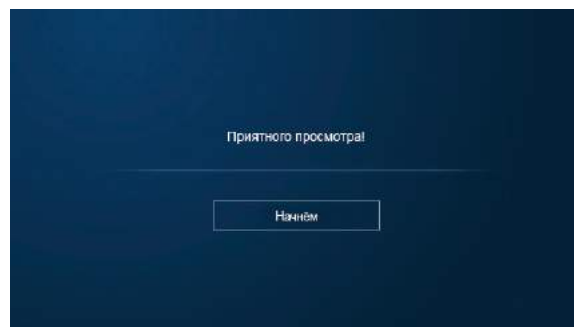 Приятного просмотра!
Начнём